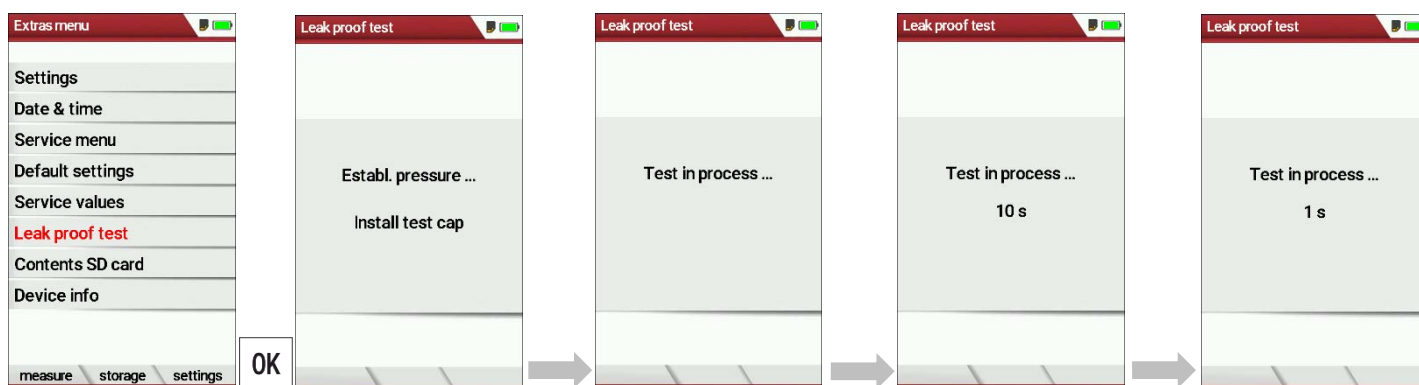 Extras menu
Settings
Date & time
Service menu
Default settings
Service values
Leak proof test
Contents SD card
Device info
measure storage settings
OK
Leak proof test
Establ. pressure ...
Install test cap
Leak proof test
Test in process ...
Leak proof test
Test in process ...
10 s
Leak proof test
Test in process ...
1 s